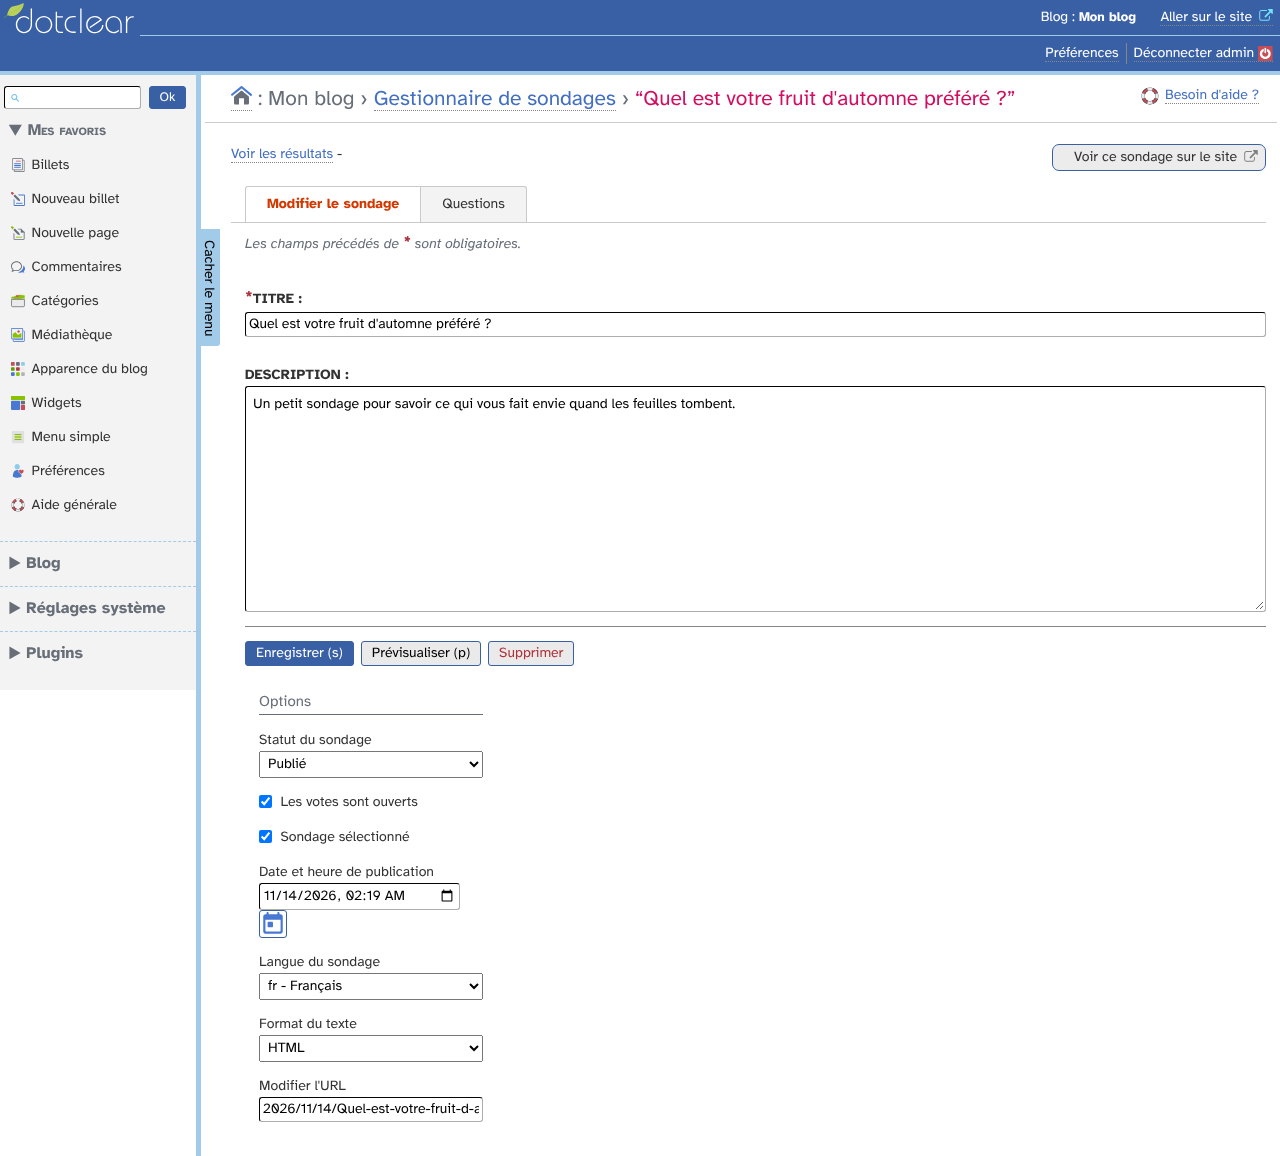 dotclear
Blog : Mon blog Aller sur le site
Préférences Déconnecter admin
Ok
: Mon blog › Gestionnaire de sondages › “Quel est votre fruit d'automne préféré ?”
Besoin d'aide ?
Mes favoris
Billets
Nouveau billet
Nouvelle page
Commentaires
Catégories
Médiathèque
Apparence du blog
Widgets
Menu simple
Préférences
Aide générale
Blog
Réglages système
Plugins
Cacher le menu
Voir les résultats -
Voir ce sondage sur le site
Modifier le sondage
Questions
Les champs précédés de * sont obligatoires.
*TITRE :
Quel est votre fruit d'automne préféré ?
DESCRIPTION :
Un petit sondage pour savoir ce qui vous fait envie quand les feuilles tombent.
Enregistrer (s) Prévisualiser (p) Supprimer
Options
Statut du sondage
Publié
Les votes sont ouverts
Sondage sélectionné
Date et heure de publication
11/14/2026, 02:19 AM
Langue du sondage
fr - Français
Format du texte
HTML
Modifier l'URL
2026/11/14/Quel-est-votre-fruit-d-a